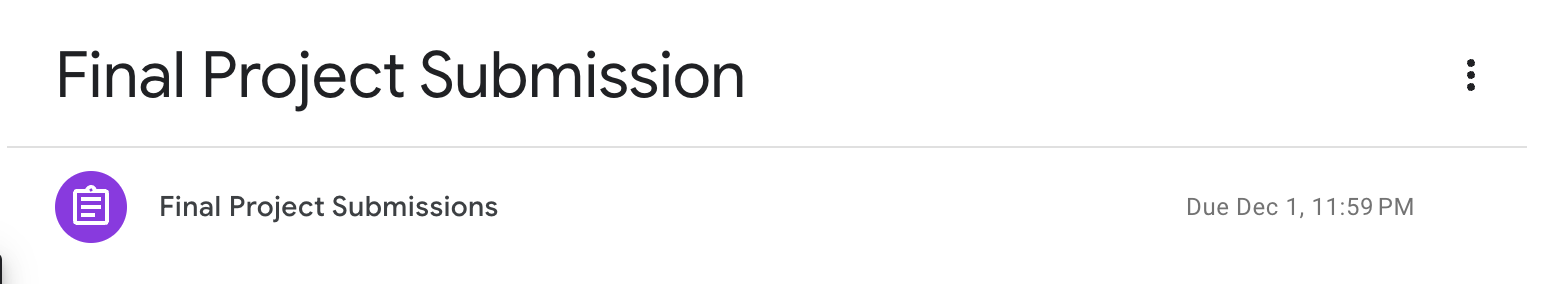 Final Project Submission
Final Project Submissions
Due Dec 1, 11:59 PM